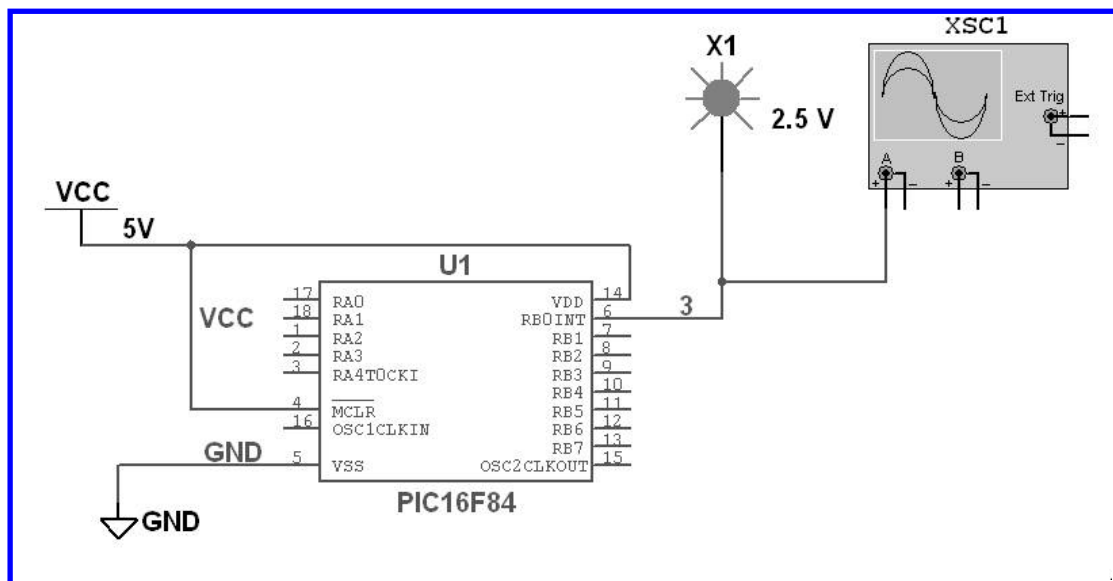 XSC1
X1
Ext Trig
+
−
2.5 V
A
B
+
−
+
−
VCC
5V
U1
17 RA0 VDD 14
VCC
18 RA1 RB0INT 6
3
1 RA2 RB1 7
2 RA3 RB2 8
3 RA4T0CKI RB3 9
RB4 10
4 MCLR RB5 11
16 OSC1CLKIN RB6 12
RB7 13
GND
5 VSS OSC2CLKOUT 15
PIC16F84
GND